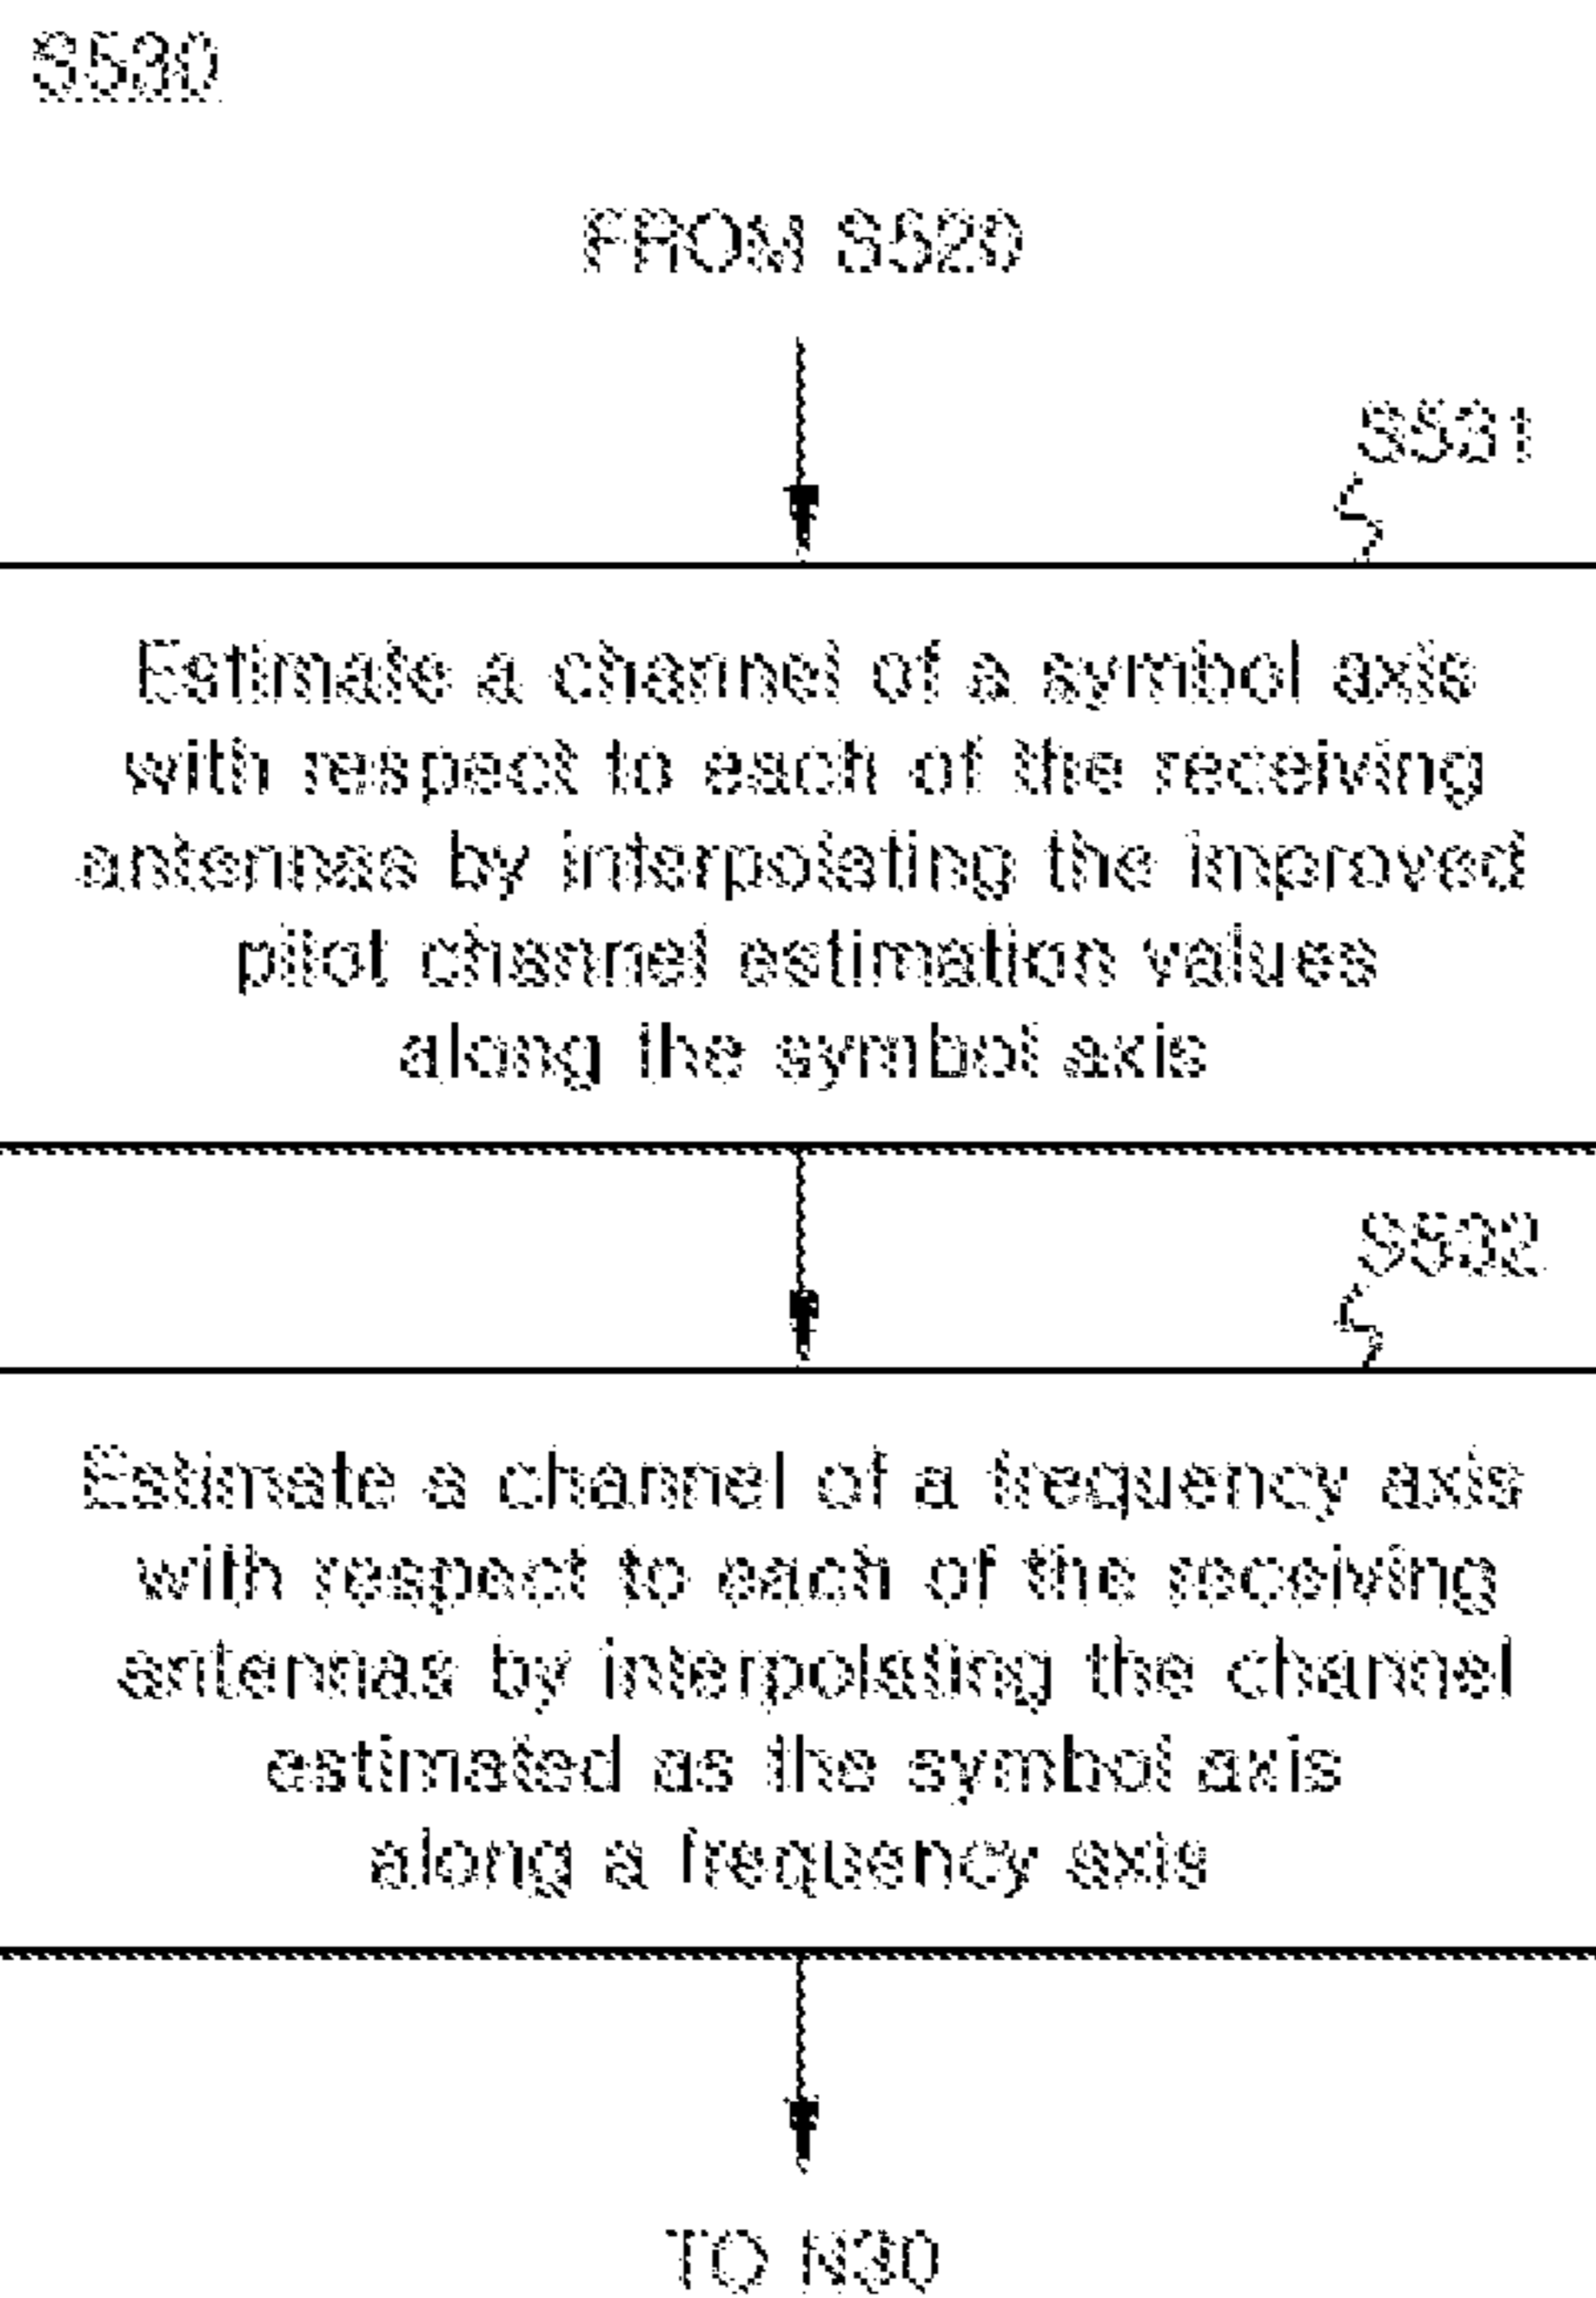 S530
FROM S520
S531
Estimate a channel of a symbol axis
with respect to each of the receiving
antennas by interpolating the improved
pilot channel estimation values
along the symbol axis
S532
Estimate a channel of a frequency axis
with respect to each of the receiving
antennas by interpolating the channel
estimated as the symbol axis
along a frequency axis
TO N30